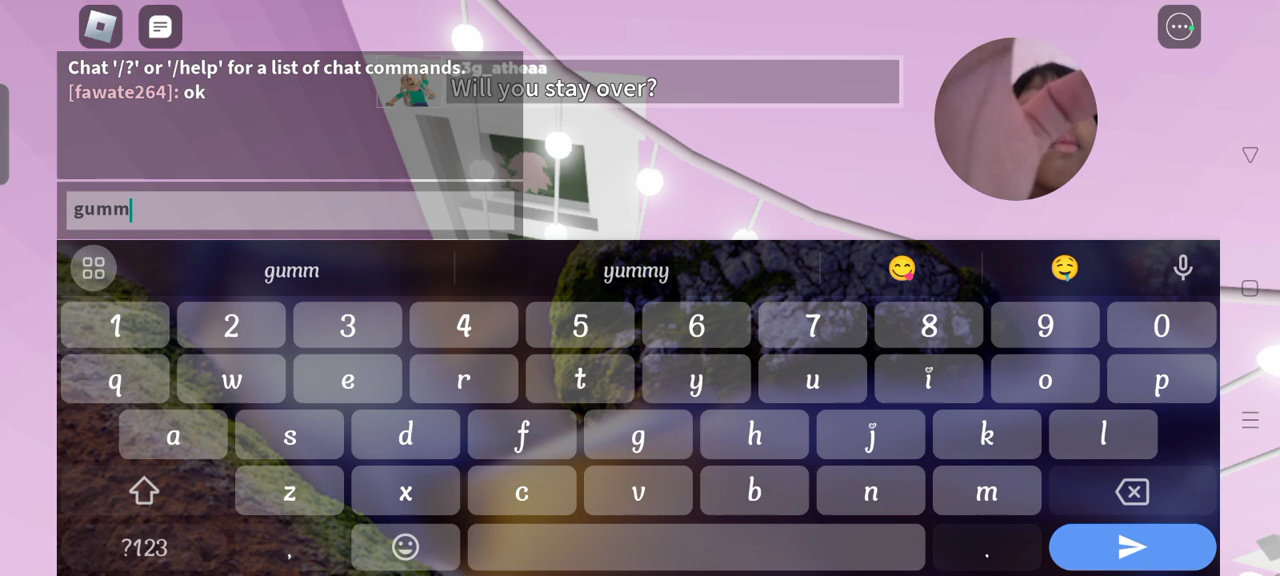 Chat '/?' or '/help' for a list of chat commands.
[fawate264]: ok
Will you stay over?
gumm
gumm yummy
1 2 3 4 5 6 7 8 9 0
q w e r t y u i o p
a s d f g h j k l
z x c v b n m
?123 , .